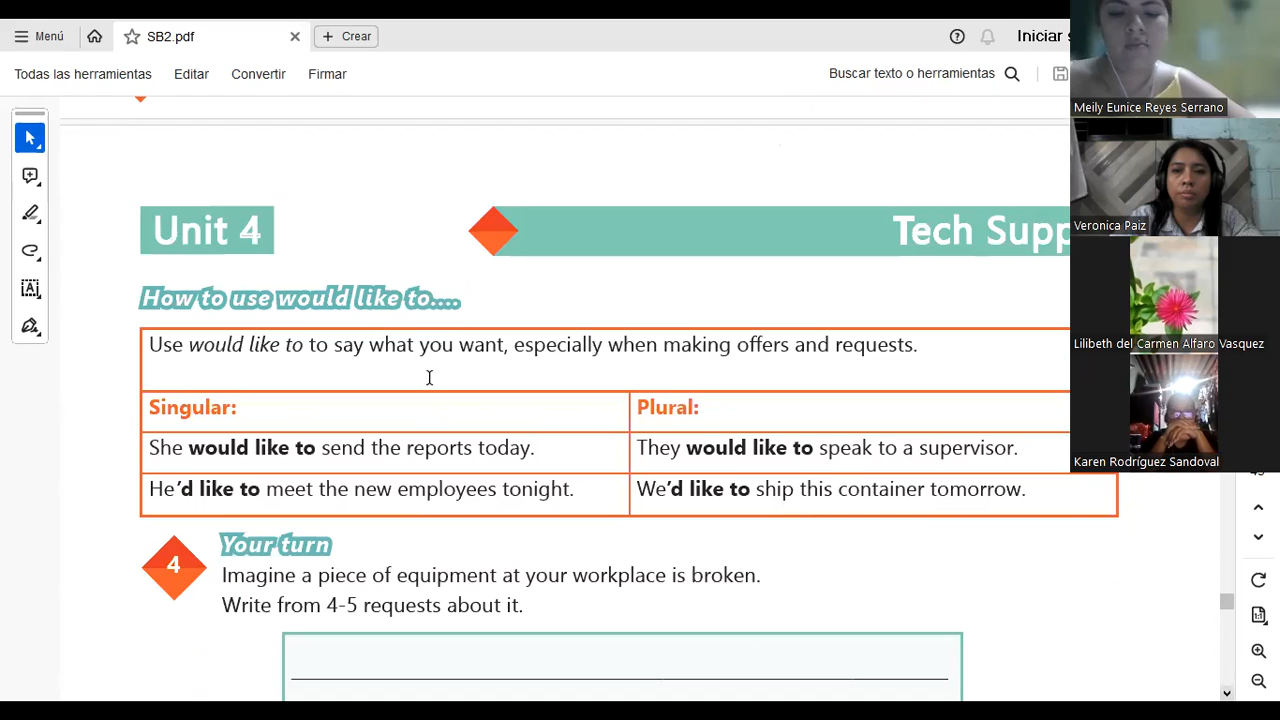 Menú
SB2.pdf
Crear
Iniciar s
Todas las herramientas
Editar
Convertir
Firmar
Buscar texto o herramientas
Meily Eunice Reyes Serrano
Veronica Paiz
Lilibeth del Carmen Alfaro Vasquez
Karen Rodríguez Sandoval
Unit 4
Tech Supp
How to use would like to....
Use would like to to say what you want, especially when making offers and requests.
Singular:
Plural:
She would like to send the reports today.
They would like to speak to a supervisor.
He'd like to meet the new employees tonight.
We'd like to ship this container tomorrow.
4
Your turn
Imagine a piece of equipment at your workplace is broken.
Write from 4-5 requests about it.